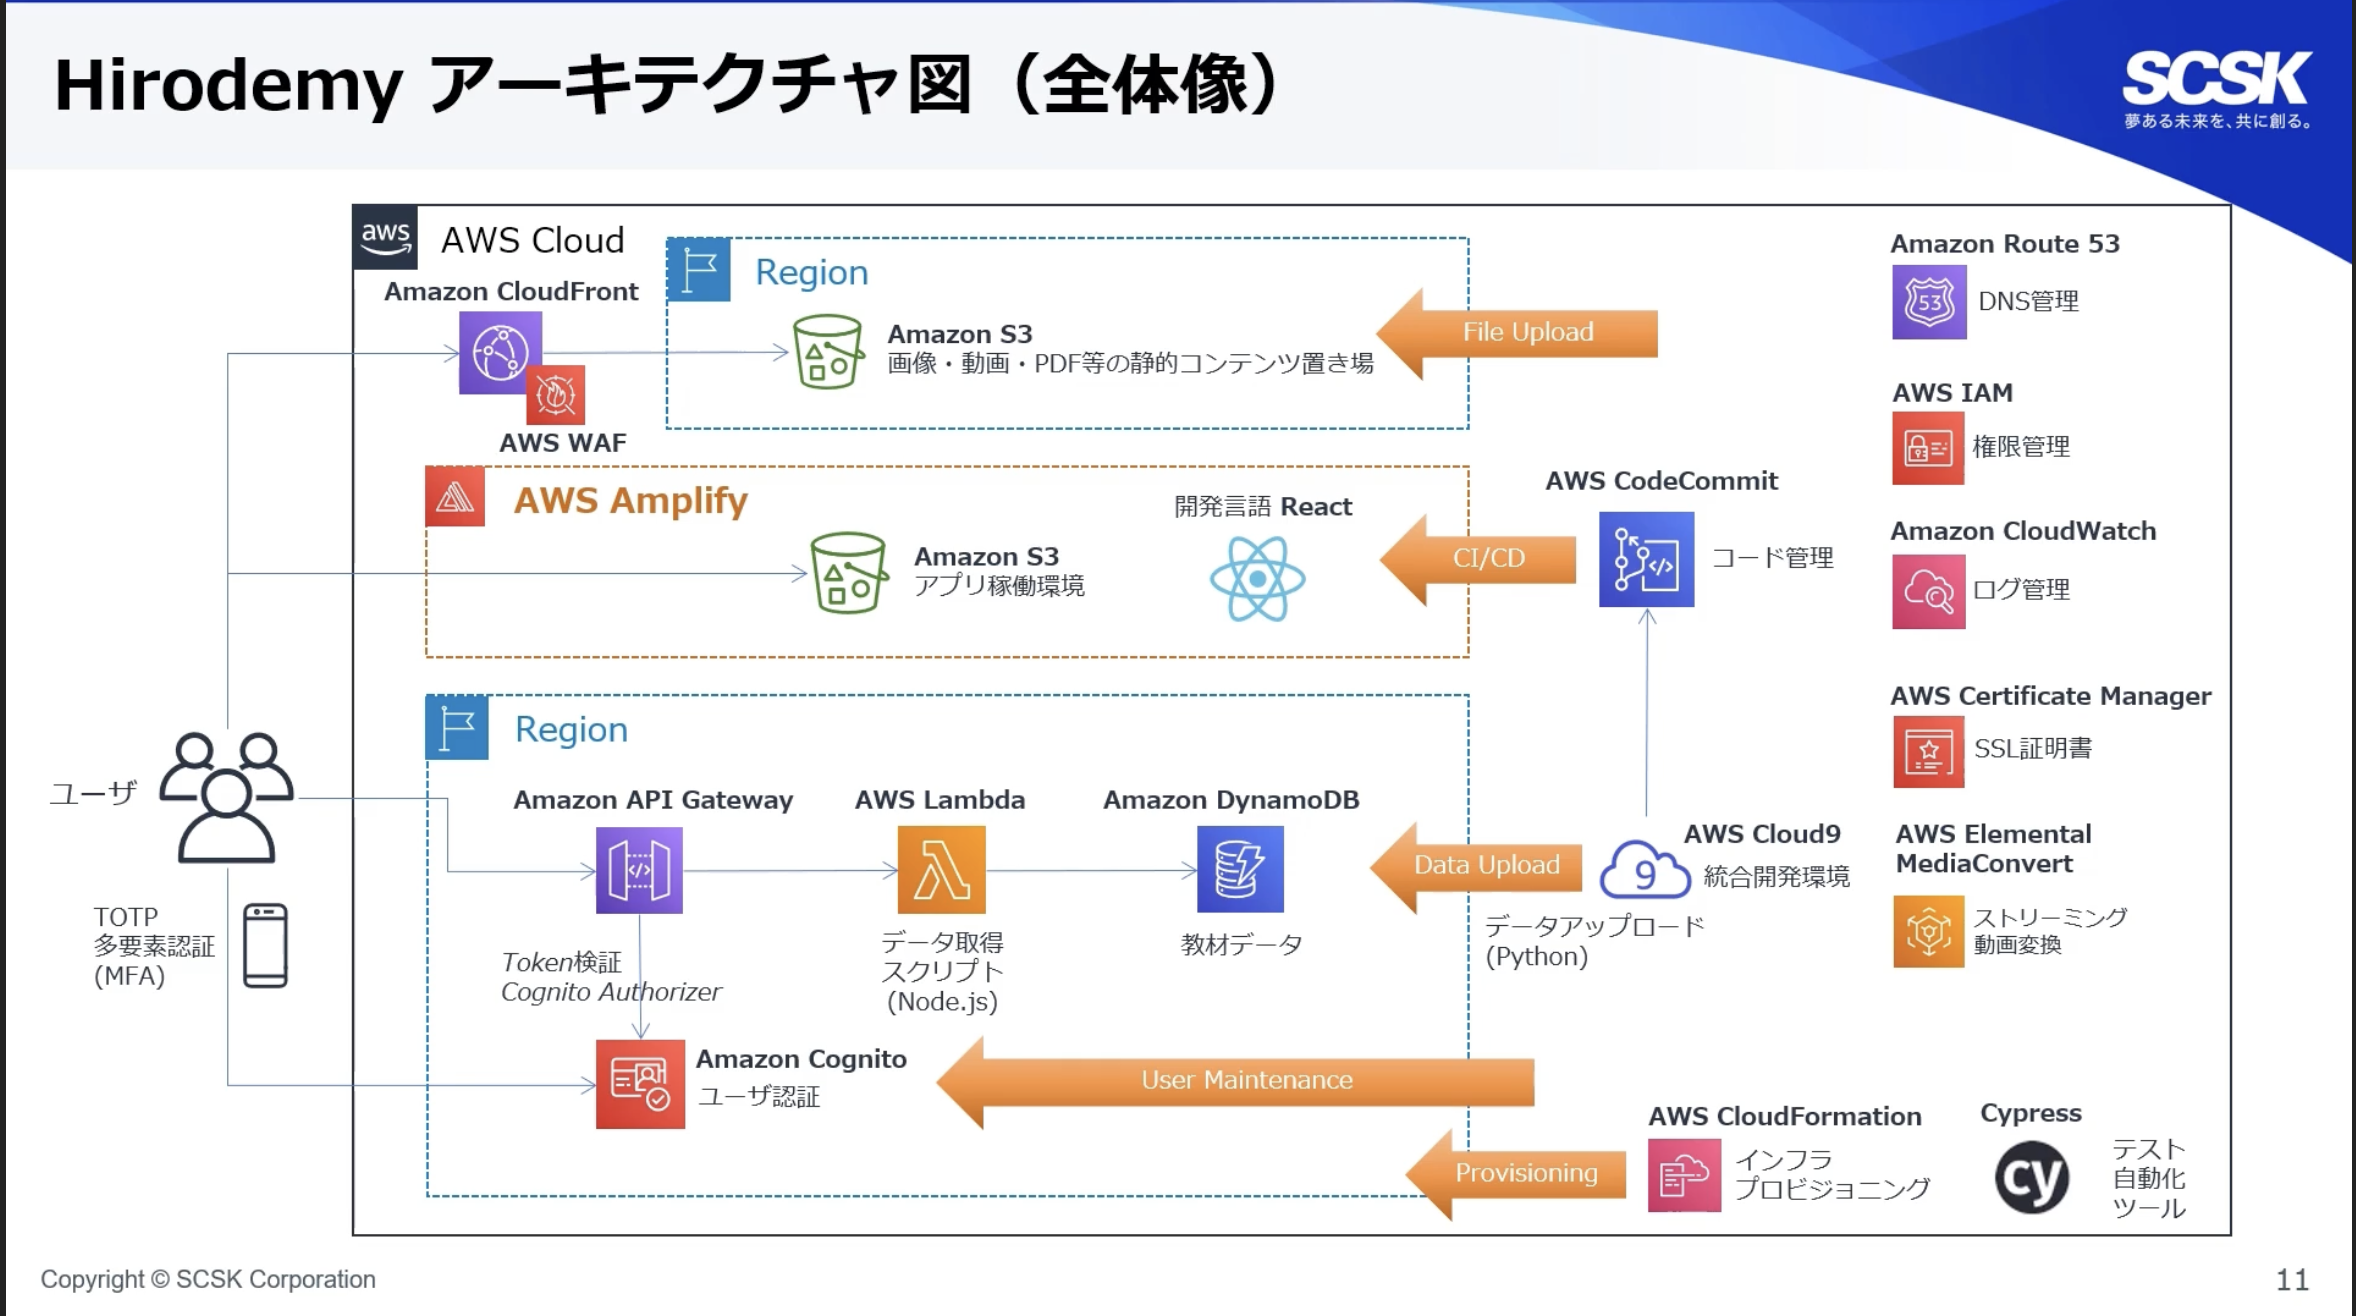 Hirodemy アーキテクチャ図（全体像）
SCSK
夢ある未来を、共に創る。
aws
AWS Cloud
Amazon CloudFront
AWS WAF
Region
Amazon S3
画像・動画・PDF等の静的コンテンツ置き場
File Upload
AWS Amplify
Amazon S3
アプリ稼働環境
開発言語 React
CI/CD
AWS CodeCommit
コード管理
Region
Amazon API Gateway
AWS Lambda
データ取得
スクリプト
(Node.js)
Amazon DynamoDB
教材データ
Data Upload
AWS Cloud9
9
統合開発環境
データアップロード
(Python)
Token検証
Cognito Authorizer
Amazon Cognito
ユーザ認証
User Maintenance
Provisioning
AWS CloudFormation
インフラ
プロビジョニング
Cypress
cy
テスト
自動化
ツール
ユーザ
TOTP
多要素認証
(MFA)
Amazon Route 53
53
DNS管理
AWS IAM
権限管理
Amazon CloudWatch
ログ管理
AWS Certificate Manager
SSL証明書
AWS Elemental
MediaConvert
ストリーミング
動画変換
Copyright © SCSK Corporation
11